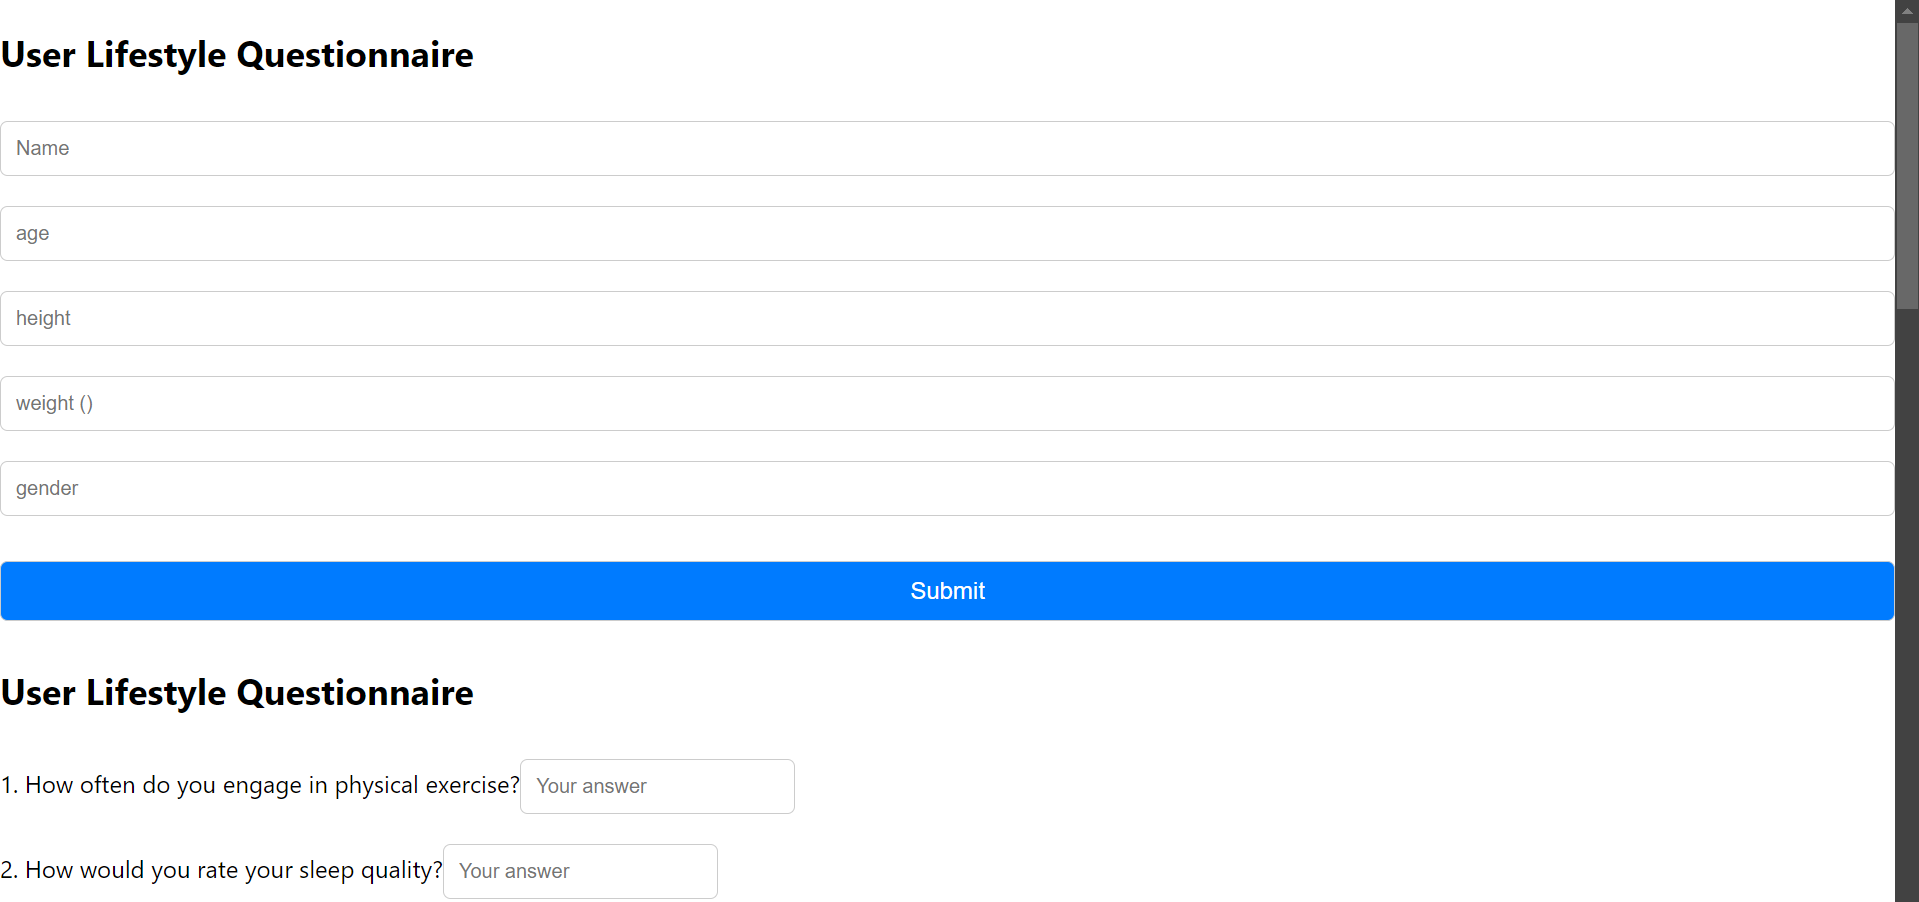 User Lifestyle Questionnaire
Name
age
height
weight ()
gender
Submit
User Lifestyle Questionnaire
1. How often do you engage in physical exercise? Your answer
2. How would you rate your sleep quality? Your answer